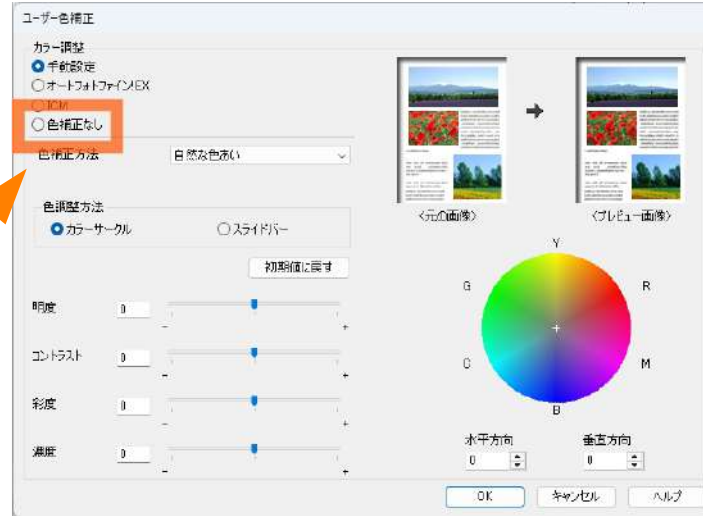 ユーザー色補正
カラー調整
手動設定
オートフォトファイン!EX
ICM
色補正なし
色補正方法
自然な色あい
<元の画像>
<プレビュー画像>
色調整方法
カラーサークル
スライドバー
初期値に戻す
明度
0
-
+
コントラスト
0
-
+
彩度
0
-
+
濃度
0
-
+
Y
G
R
C
M
B
水平方向
垂直方向
0
0
OK
キャンセル
ヘルプ